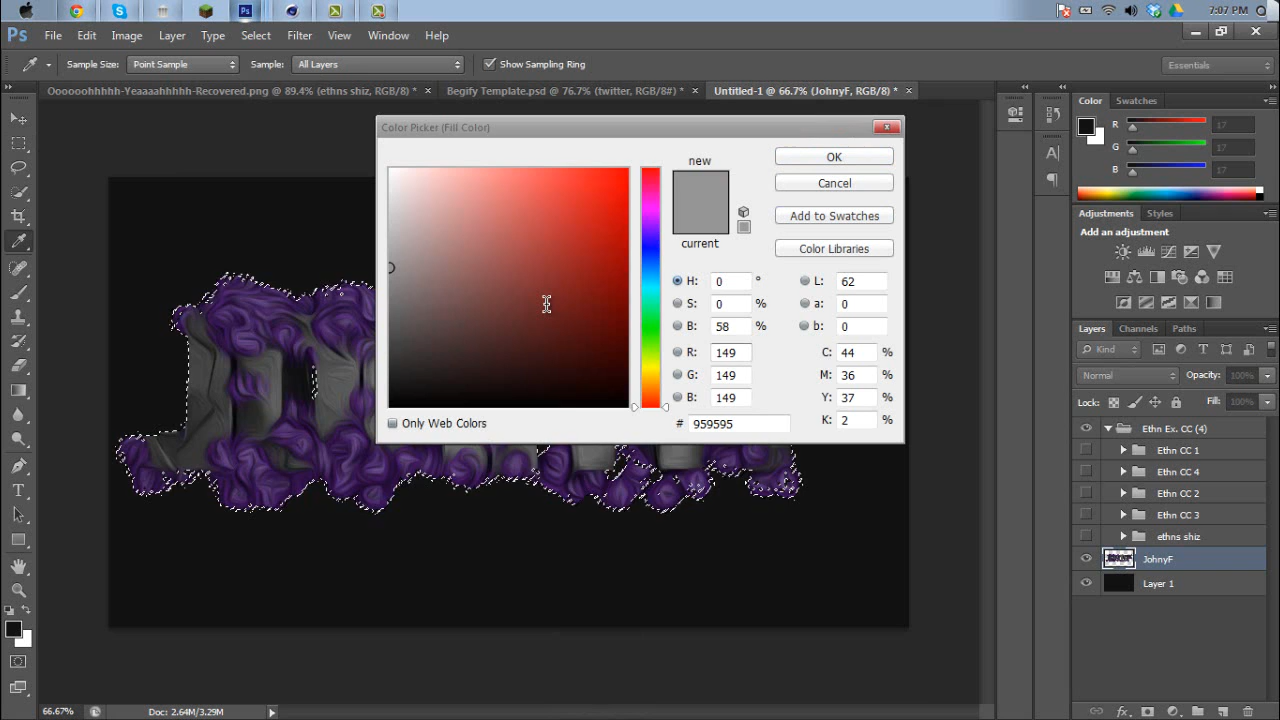 7:07 PM
Ps File Edit Image Layer Type Select Filter View Window Help
Sample Size: Point Sample Sample: All Layers Show Sampling Ring Essentials
Oooooohhhhh-Yeaaaahhhhh-Recovered.png @ 89.4% (ethns shiz, RGB/8) * × Begify Template.psd @ 76.7% (twitter, RGB/8#) * × Untitled-1 @ 66.7% (JohnyF, RGB/8) * ×
Color Swatches
R 17
G 17
B 17
Color Picker (Fill Color)
new
current
OK
Cancel
Add to Swatches
Color Libraries
H: 0 °
S: 0 %
B: 58 %
R: 149
G: 149
B: 149
L: 62
a: 0
b: 0
C: 44 %
M: 36 %
Y: 37 %
K: 2 %
# 959595
Only Web Colors
Adjustments Styles
Add an adjustment
Layers Channels Paths
Kind
Normal Opacity: 100%
Lock: Fill: 100%
Ethn Ex. CC (4)
Ethn CC 1
Ethn CC 4
Ethn CC 2
Ethn CC 3
ethns shiz
JohnyF
Layer 1
66.67% Doc: 2.64M/3.29M